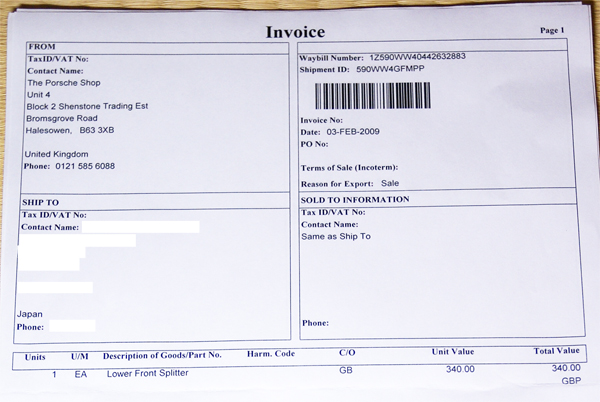 Invoice
Page 1
FROM
TaxID/VAT No:
Contact Name:
The Porsche Shop
Unit 4
Block 2 Shenstone Trading Est
Bromsgrove Road
Halesowen, B63 3XB
United Kingdom
Phone: 0121 585 6088
Waybill Number: 1Z590WW40442632883
Shipment ID: 590WW4GFMPP
Invoice No:
Date: 03-FEB-2009
PO No:
Terms of Sale (Incoterm):
Reason for Export: Sale
SHIP TO
Tax ID/VAT No:
Contact Name:
Japan
Phone:
SOLD TO INFORMATION
Tax ID/VAT No:
Contact Name:
Same as Ship To
Phone:
Units U/M Description of Goods/Part No. Harm. Code C/O Unit Value Total Value
1 EA Lower Front Splitter GB 340.00 340.00
GBP